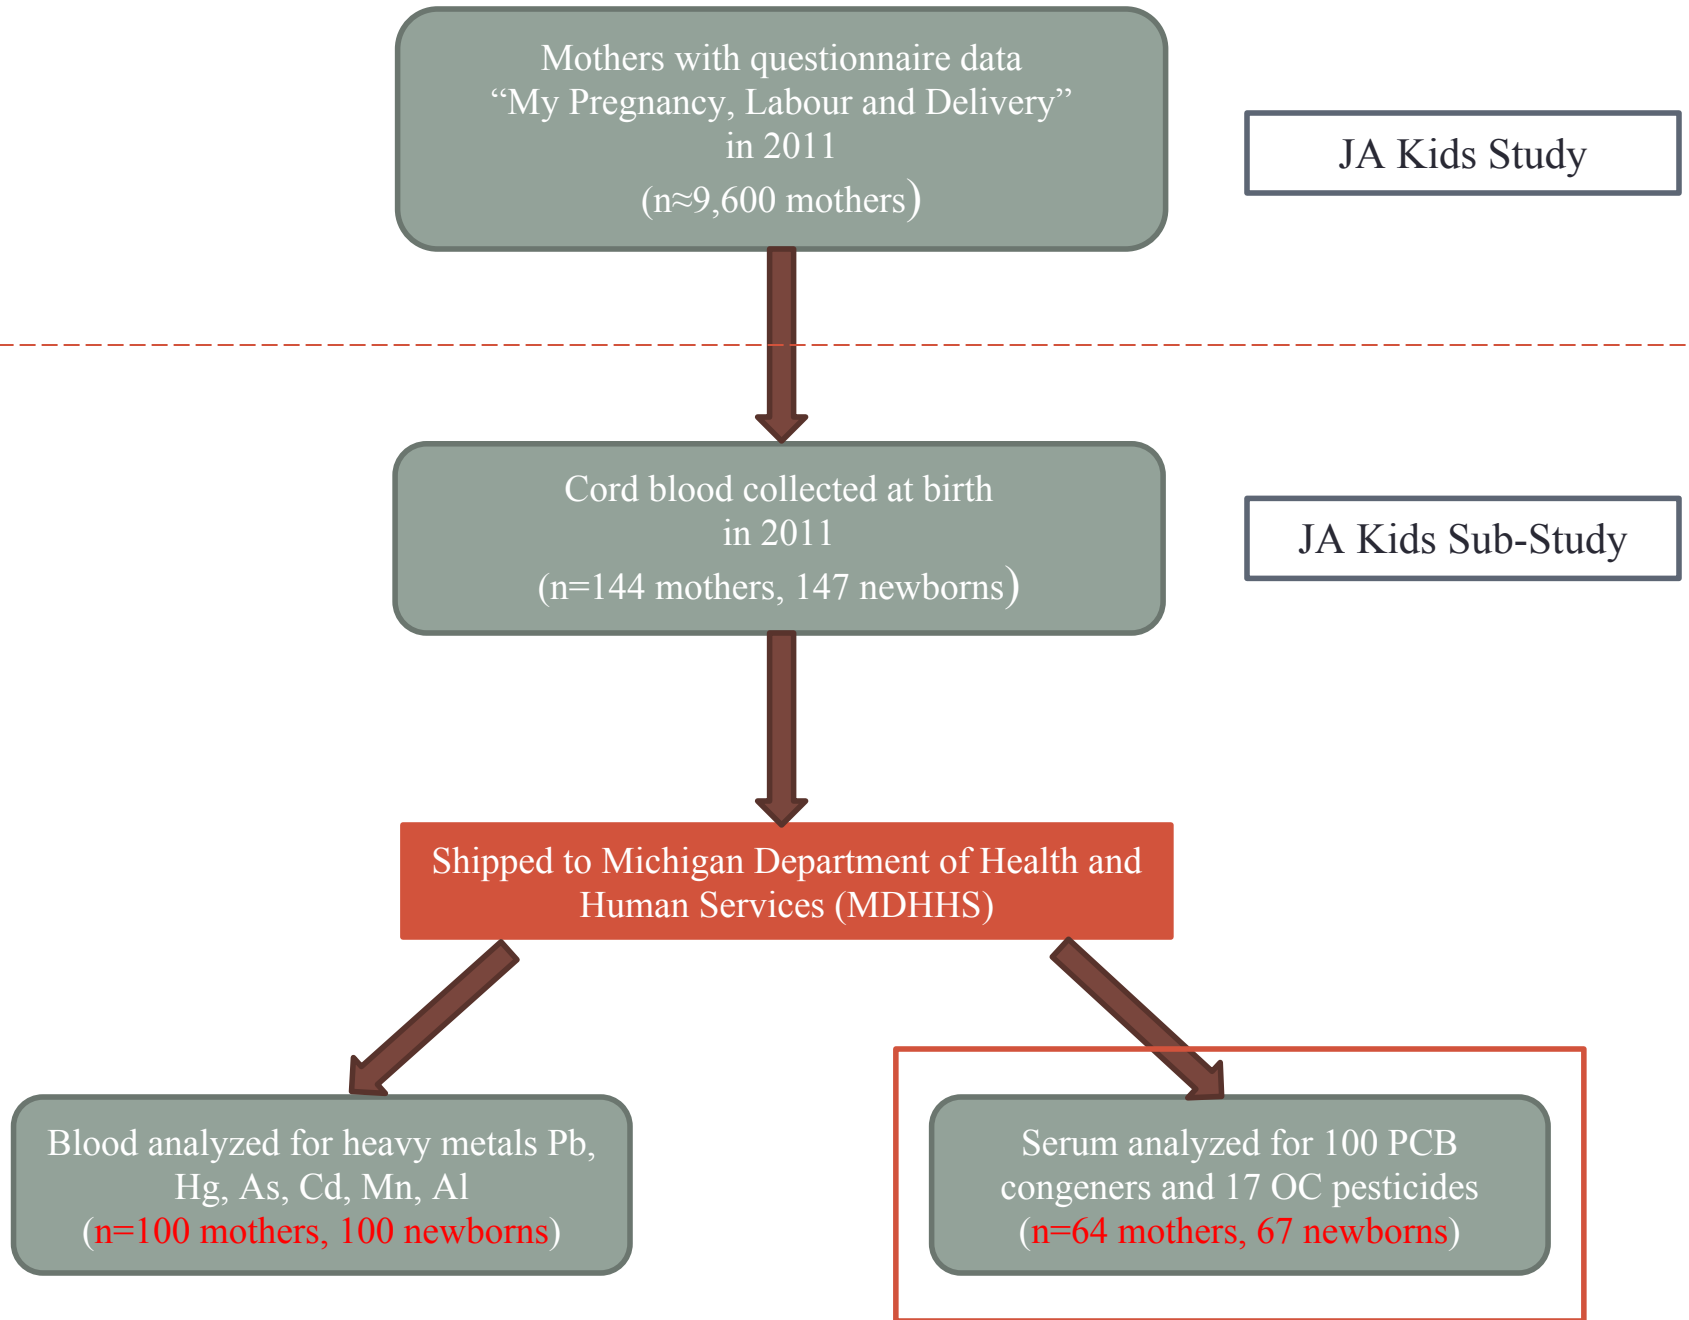 Mothers with questionnaire data
“My Pregnancy, Labour and Delivery”
in 2011
(n≈9,600 mothers)
JA Kids Study
Cord blood collected at birth
in 2011
(n=144 mothers, 147 newborns)
JA Kids Sub-Study
Shipped to Michigan Department of Health and
Human Services (MDHHS)
Blood analyzed for heavy metals Pb,
Hg, As, Cd, Mn, Al
(n=100 mothers, 100 newborns)
Serum analyzed for 100 PCB
congeners and 17 OC pesticides
(n=64 mothers, 67 newborns)